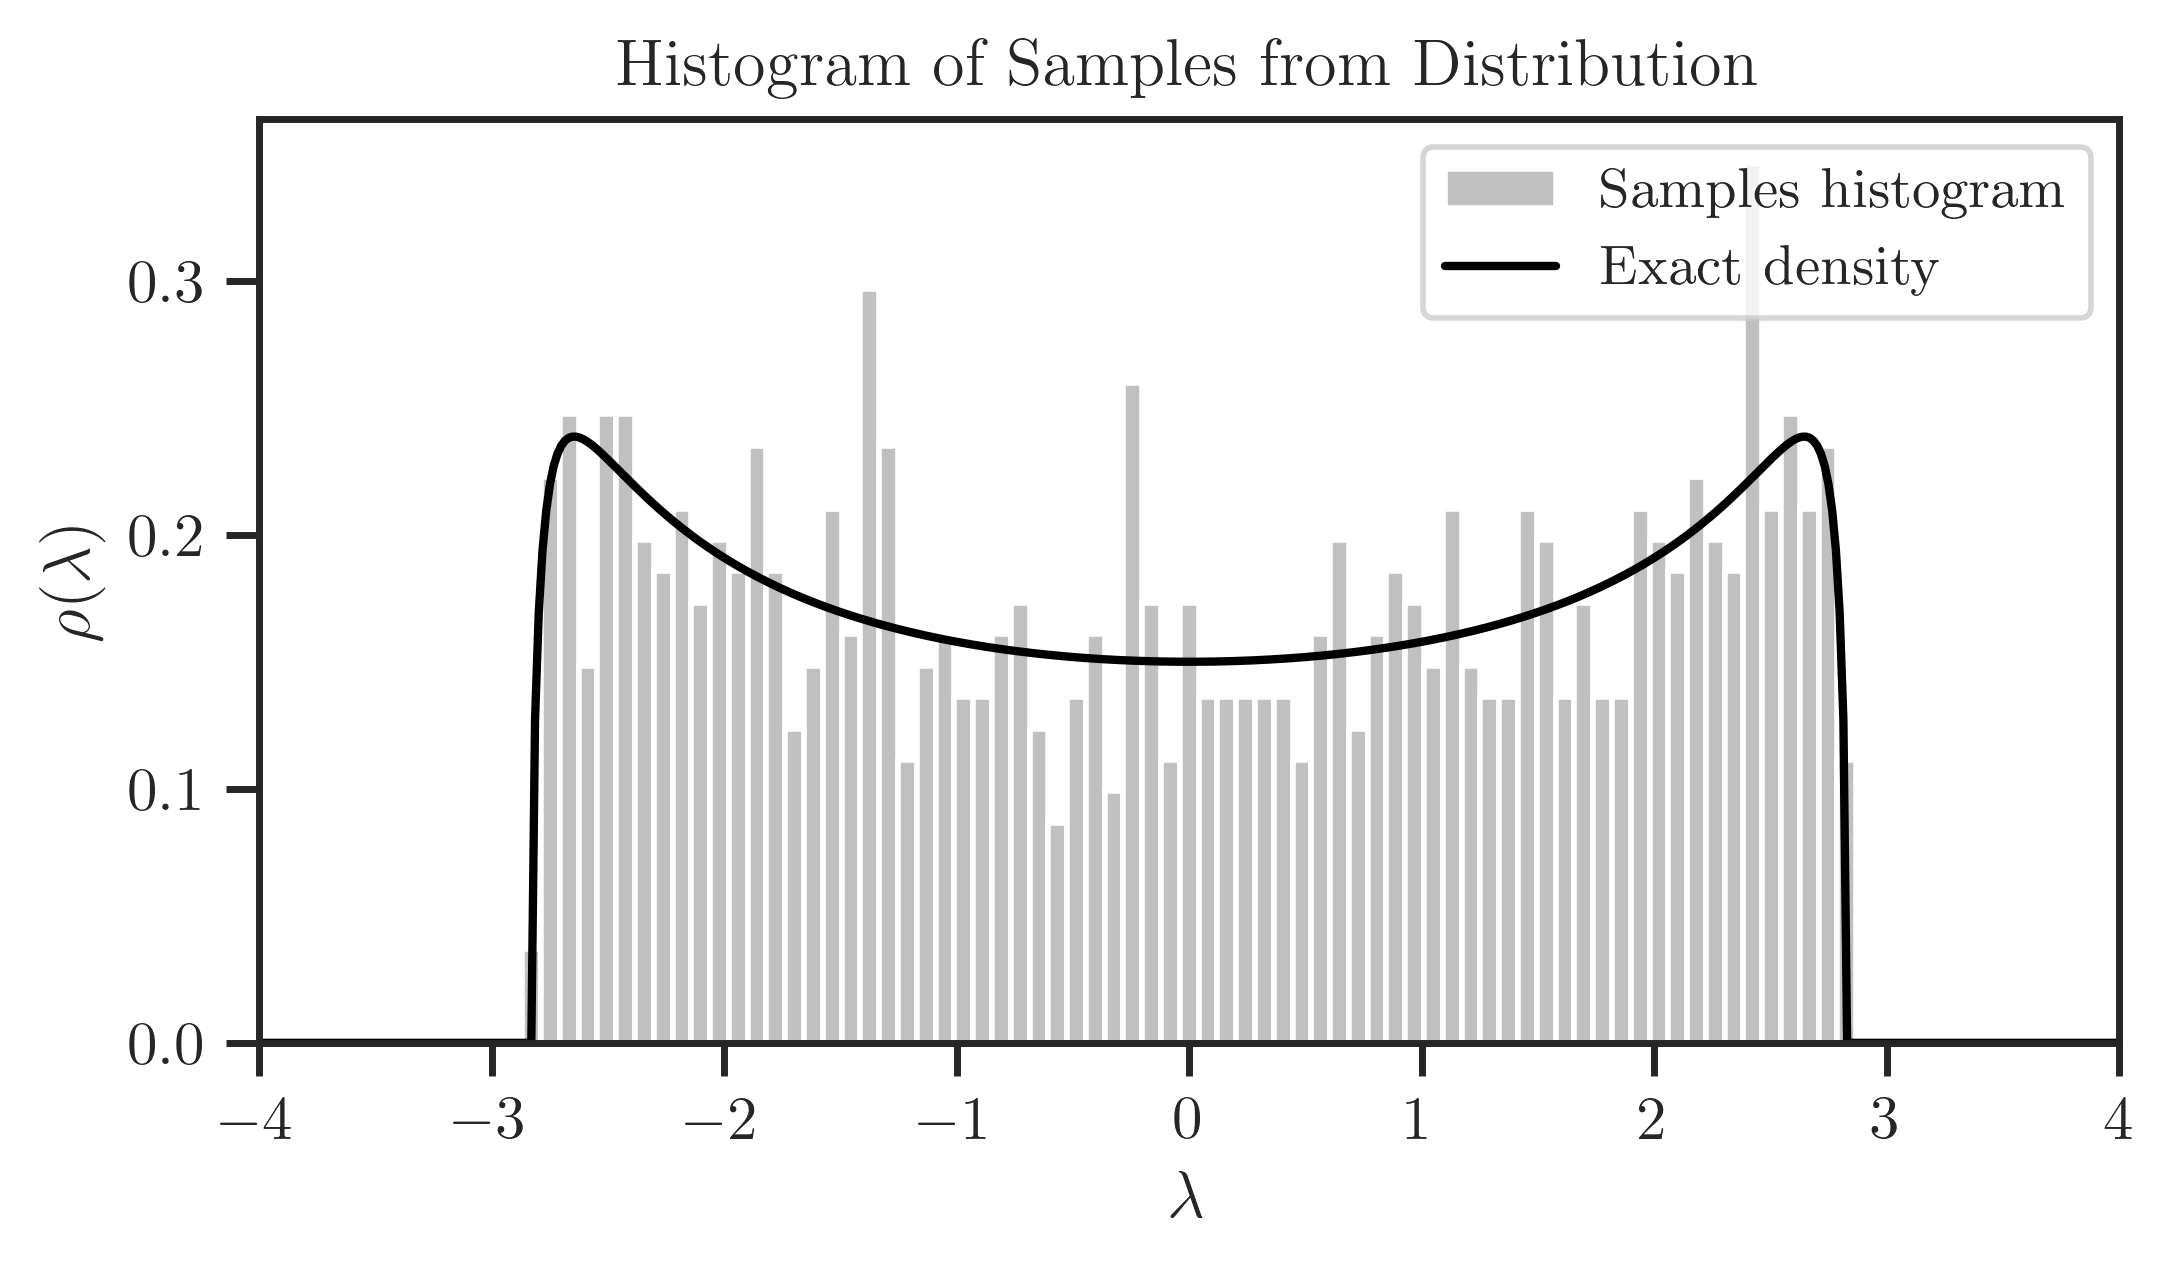 Histogram of Samples from Distribution
Samples histogram
Exact density
ρ(λ)
0.3
0.2
0.1
0.0
−4 −3 −2 −1 0 1 2 3 4
λ